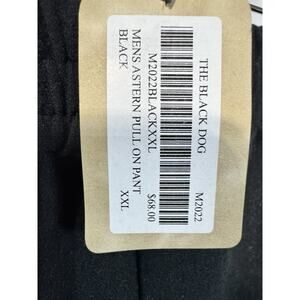 THE BLACK DOG M2022
M2022BLACKXXL $68.00
MENS ASTERN PULL ON PANT
BLACK XXL